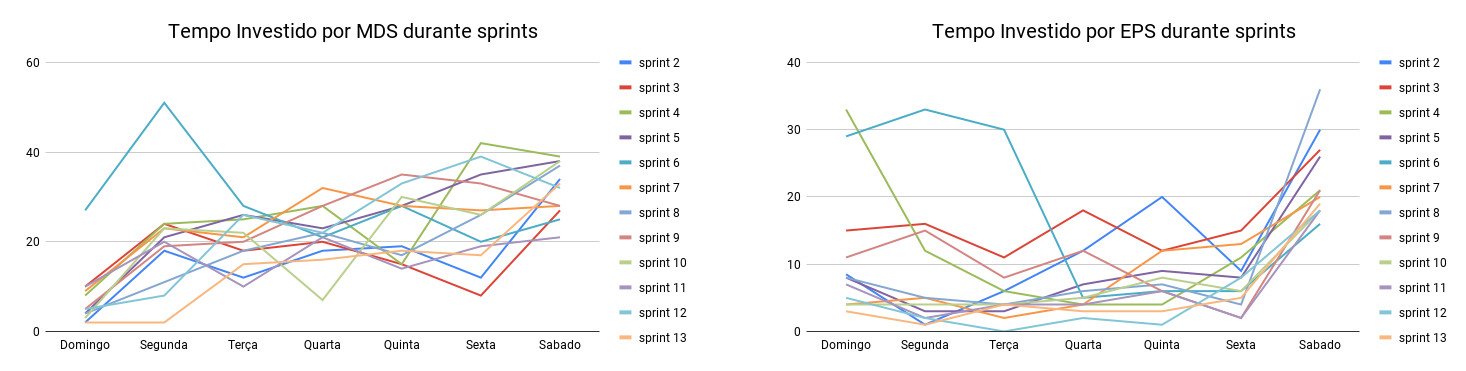 Tempo Investido por MDS durante sprints
60
40
20
0
Domingo Segunda Terça Quarta Quinta Sexta Sabado
sprint 2
sprint 3
sprint 4
sprint 5
sprint 6
sprint 7
sprint 8
sprint 9
sprint 10
sprint 11
sprint 12
sprint 13
Tempo Investido por EPS durante sprints
40
30
20
10
0
Domingo Segunda Terça Quarta Quinta Sexta Sabado
sprint 2
sprint 3
sprint 4
sprint 5
sprint 6
sprint 7
sprint 8
sprint 9
sprint 10
sprint 11
sprint 12
sprint 13